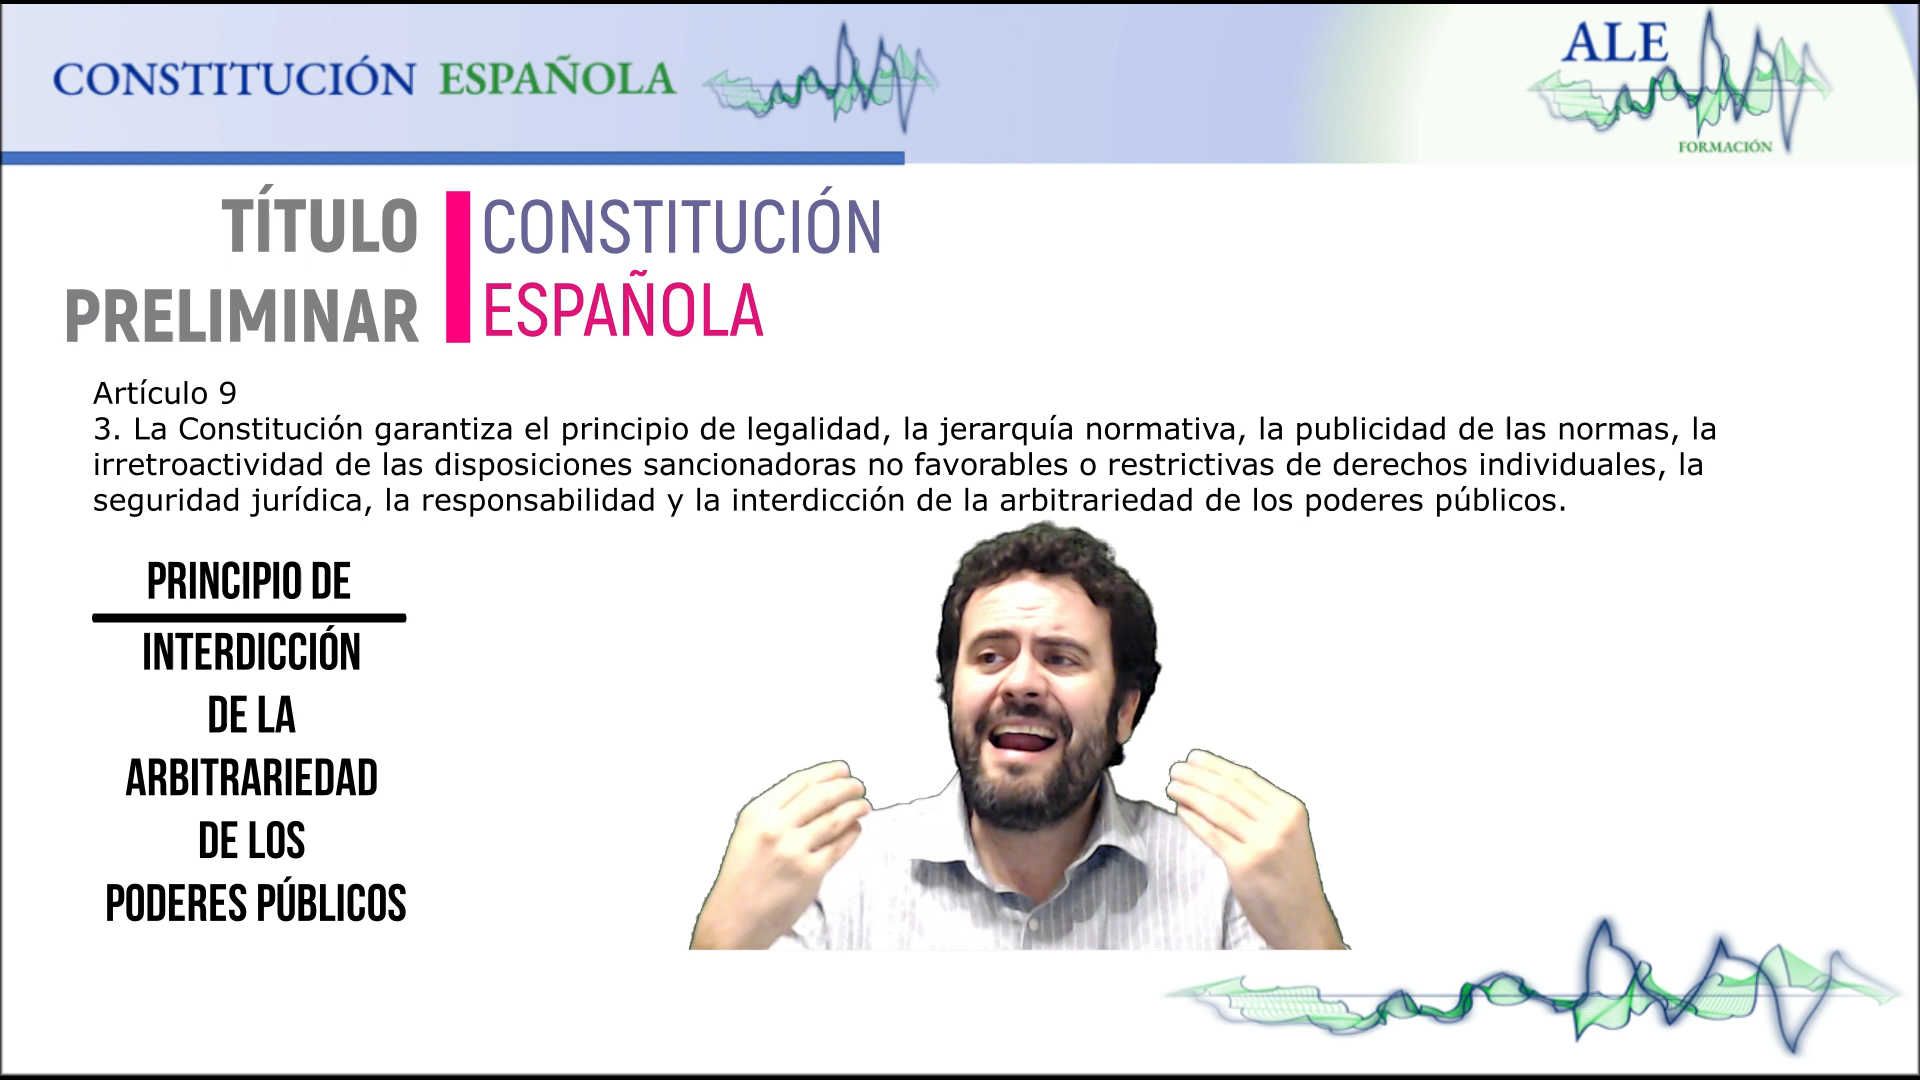 CONSTITUCIÓN ESPAÑOLA
ALE
FORMACIÓN
TÍTULO
PRELIMINAR
CONSTITUCIÓN
ESPAÑOLA
Artículo 9
3. La Constitución garantiza el principio de legalidad, la jerarquía normativa, la publicidad de las normas, la
irretroactividad de las disposiciones sancionadoras no favorables o restrictivas de derechos individuales, la
seguridad jurídica, la responsabilidad y la interdicción de la arbitrariedad de los poderes públicos.
PRINCIPIO DE
INTERDICCIÓN
DE LA
ARBITRARIEDAD
DE LOS
PODERES PÚBLICOS